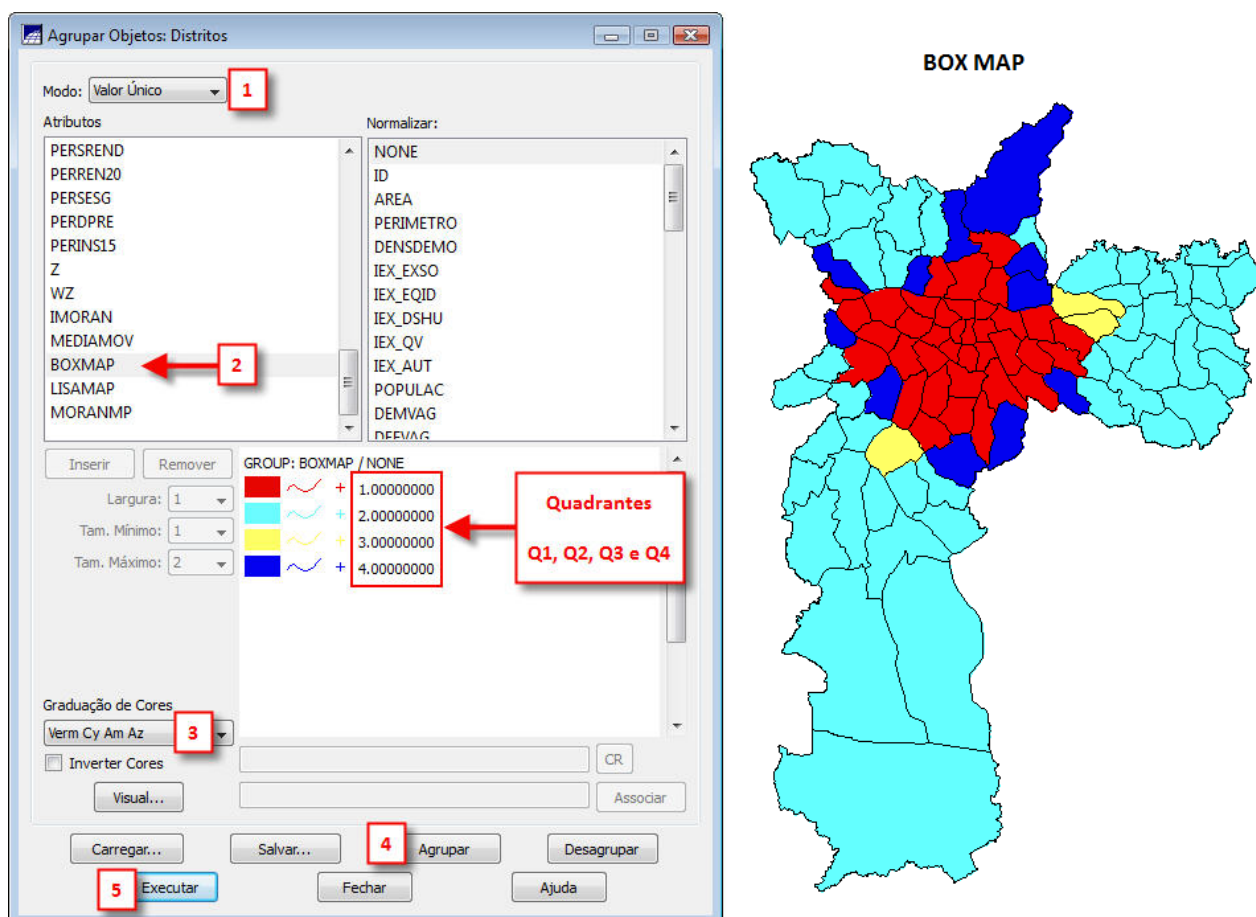 Agrupar Objetos: Distritos
BOX MAP
Modo: Valor Único
1
Atributos
Normalizar:
PERSREND
PERREN20
PERSESG
PERDPRE
PERINS15
Z
WZ
IMORAN
MEDIAMOV
BOXMAP
LISAMAP
MORANMP
2
NONE
ID
AREA
PERIMETRO
DENSDEMO
IEX_EXSO
IEX_EQID
IEX_DSHU
IEX_QV
IEX_AUT
POPULAC
DEMVAG
DEFVAG
Inserir
Remover
Largura: 1
Tam. Mínimo: 1
Tam. Máximo: 2
GROUP: BOXMAP / NONE
1.00000000
2.00000000
3.00000000
4.00000000
Quadrantes
Q1, Q2, Q3 e Q4
Graduação de Cores
Verm Cy Am Az
3
Inverter Cores
CR
Visual...
Associar
Carregar...
Salvar...
4
Agrupar
Desagrupar
5
Executar
Fechar
Ajuda